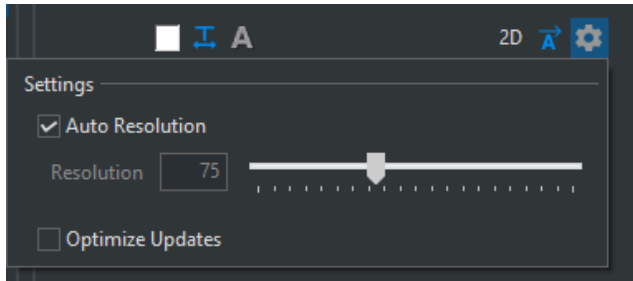 A 2D A
Settings
Auto Resolution
Resolution 75
Optimize Updates